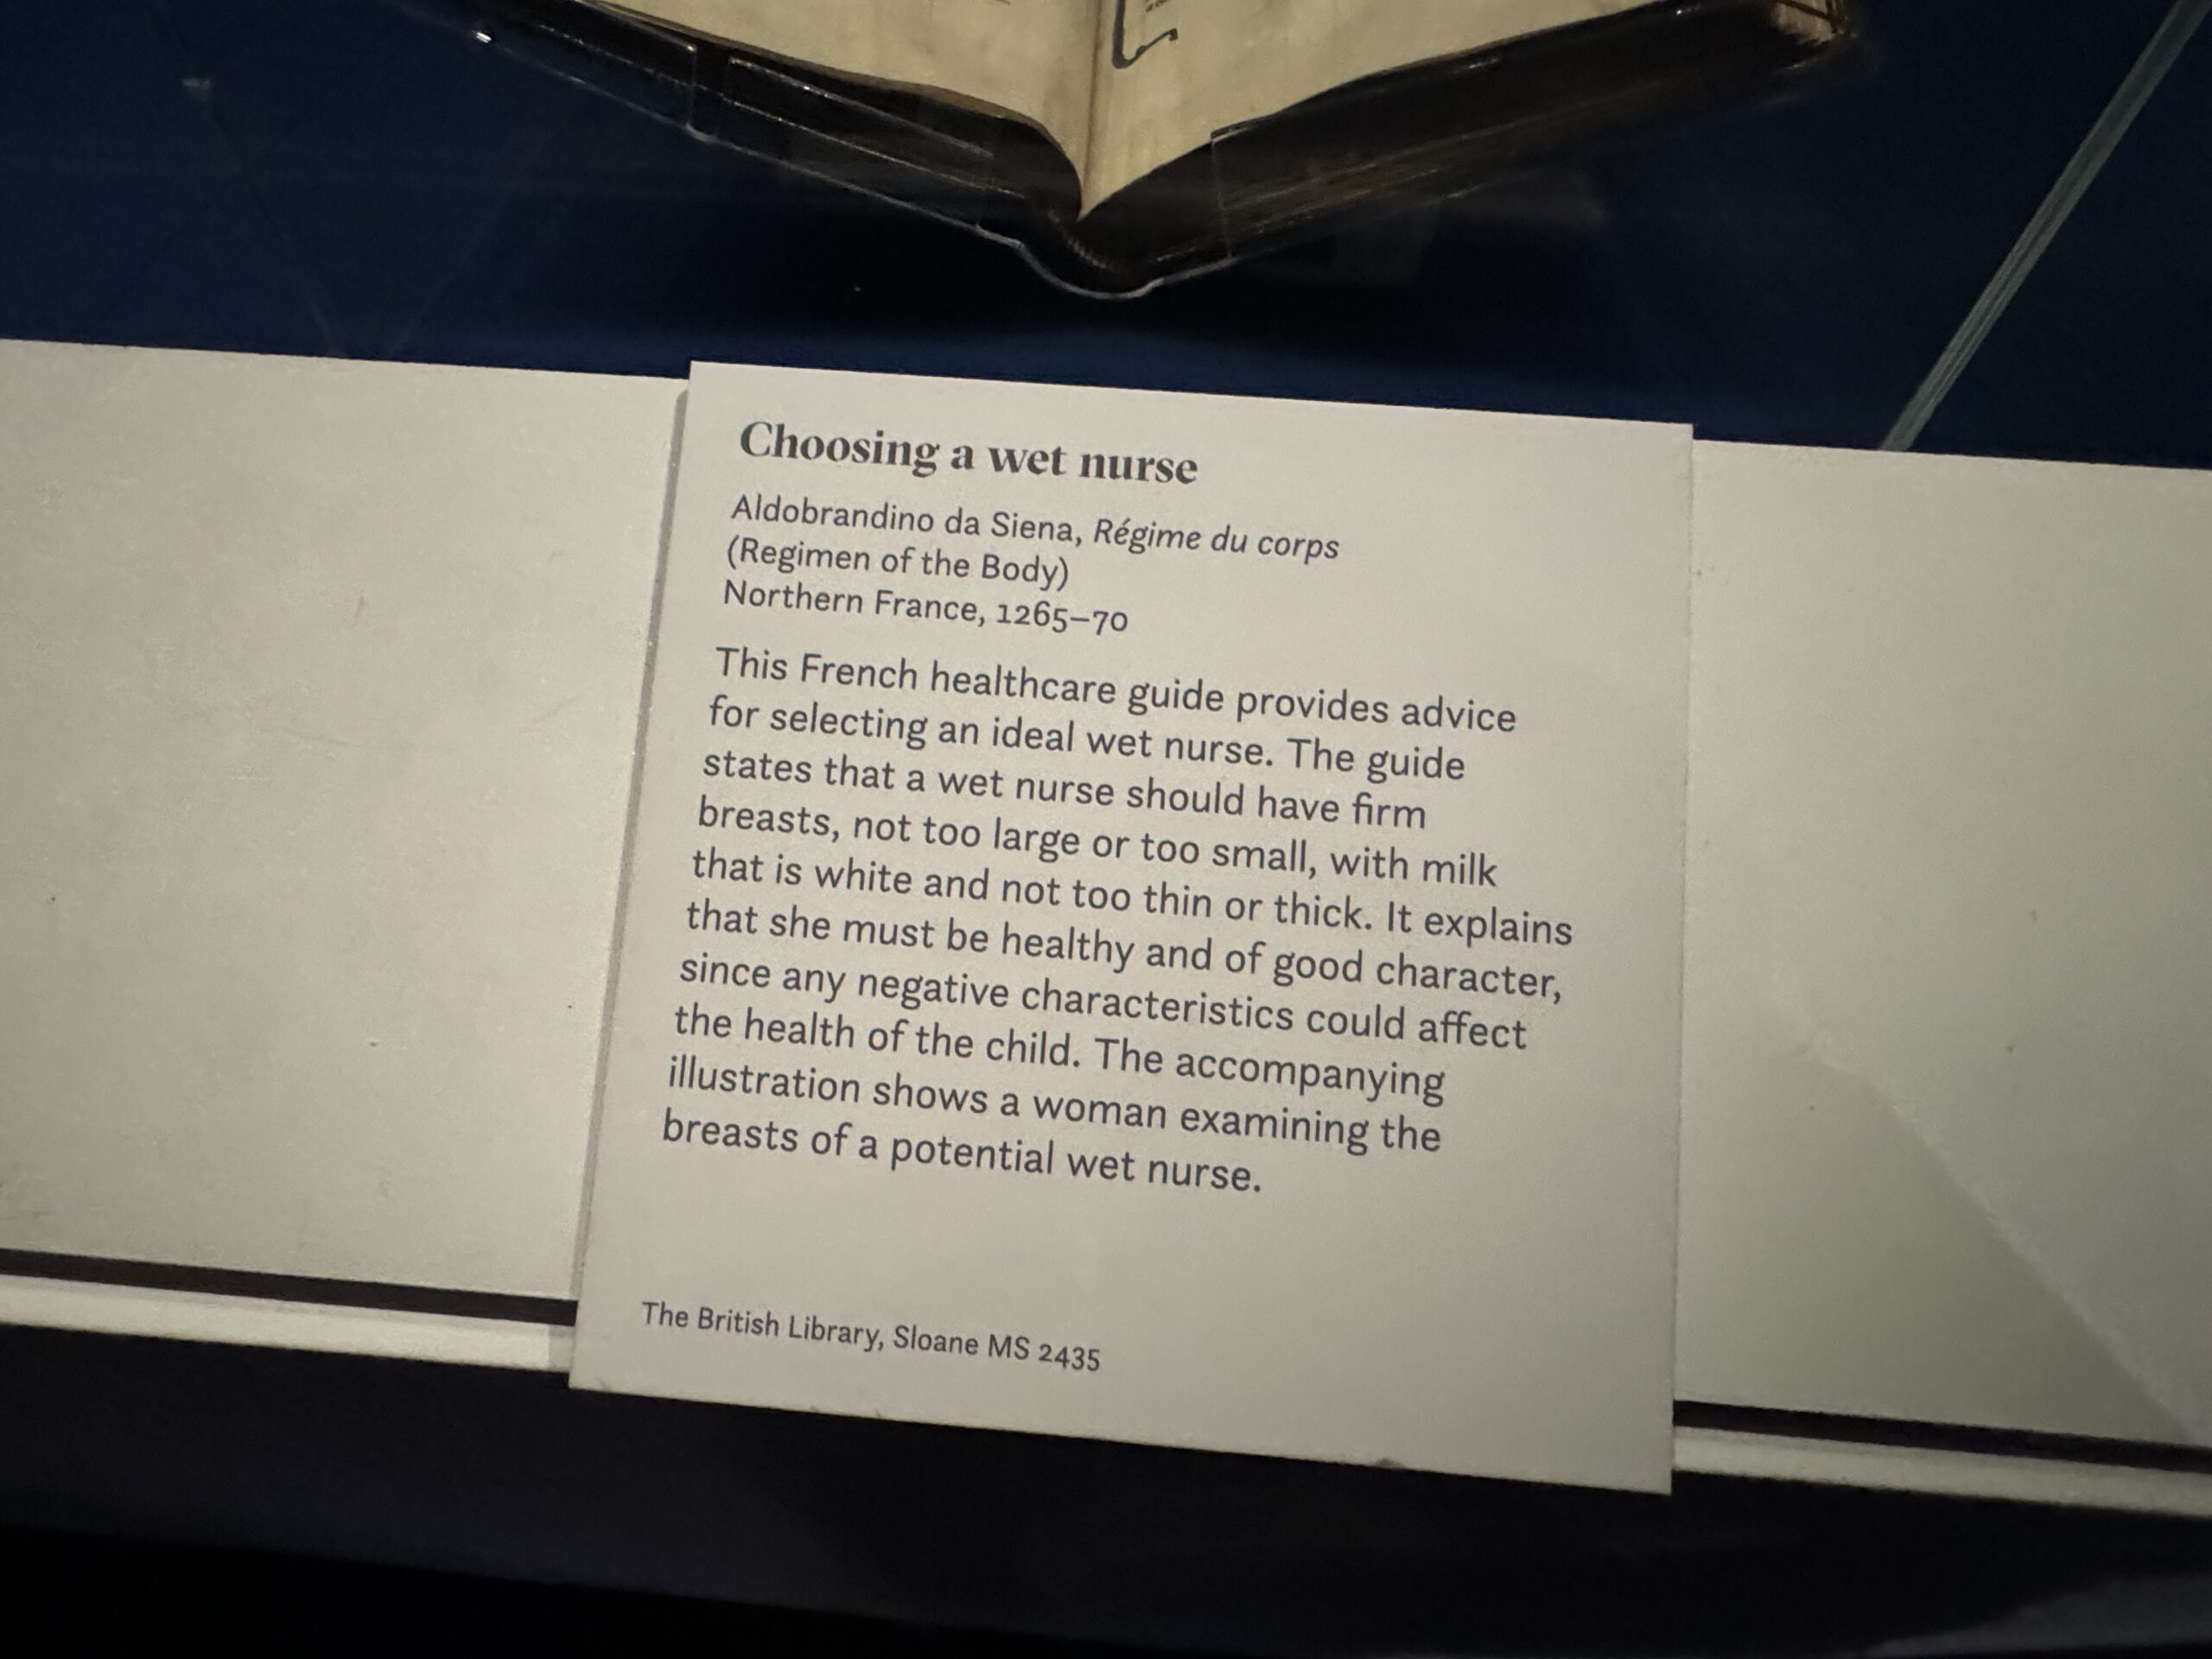 Choosing a wet nurse
Aldobrandino da Siena, Régime du corps
(Regimen of the Body)
Northern France, 1265–70
This French healthcare guide provides advice
for selecting an ideal wet nurse. The guide
states that a wet nurse should have firm
breasts, not too large or too small, with milk
that is white and not too thin or thick. It explains
that she must be healthy and of good character,
since any negative characteristics could affect
the health of the child. The accompanying
illustration shows a woman examining the
breasts of a potential wet nurse.
The British Library, Sloane MS 2435